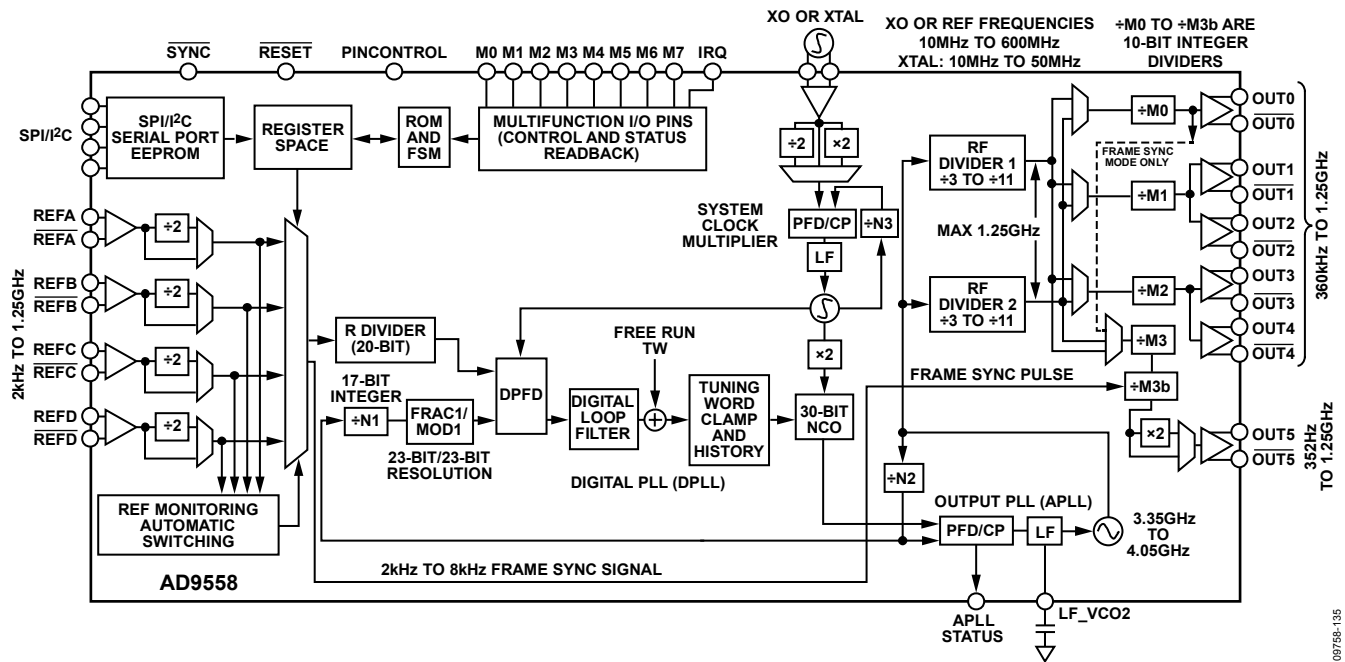 XO OR XTAL
XO OR REF FREQUENCIES
10MHz TO 600MHz
XTAL: 10MHz TO 50MHz
÷M0 TO ÷M3b ARE
10-BIT INTEGER
DIVIDERS
SYNC
RESET
PINCONTROL
M0 M1 M2 M3 M4 M5 M6 M7
IRQ
SPI/I2C
SPI/I2C
SERIAL PORT
EEPROM
REGISTER
SPACE
ROM
AND
FSM
MULTIFUNCTION I/O PINS
(CONTROL AND STATUS
READBACK)
÷2
×2
SYSTEM
CLOCK
MULTIPLIER
PFD/CP
÷N3
LF
×2
RF
DIVIDER 1
÷3 TO ÷11
MAX 1.25GHz
RF
DIVIDER 2
÷3 TO ÷11
÷M0
FRAME SYNC
MODE ONLY
÷M1
÷M2
÷M3
÷M3b
×2
OUT0
OUT0
OUT1
OUT1
OUT2
OUT2
OUT3
OUT3
OUT4
OUT4
OUT5
OUT5
360kHz TO 1.25GHz
352Hz
TO 1.25GHz
2kHz TO 1.25GHz
REFA
REFA
÷2
REFB
REFB
÷2
REFC
REFC
÷2
REFD
REFD
÷2
REF MONITORING
AUTOMATIC
SWITCHING
R DIVIDER
(20-BIT)
17-BIT
INTEGER
÷N1
FRAC1/
MOD1
23-BIT/23-BIT
RESOLUTION
DPFD
DIGITAL
LOOP
FILTER
FREE RUN
TW
TUNING
WORD
CLAMP
AND
HISTORY
30-BIT
NCO
DIGITAL PLL (DPLL)
FRAME SYNC PULSE
÷N2
OUTPUT PLL (APLL)
PFD/CP
LF
3.35GHz
TO
4.05GHz
2kHz TO 8kHz FRAME SYNC SIGNAL
AD9558
APLL
STATUS
LF_VCO2
09758-135